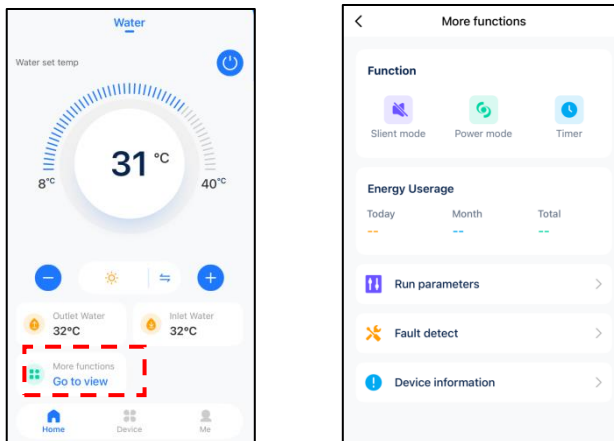 Water
Water set temp
31 °C
8°C
40°C
Outlet Water
32°C
Inlet Water
32°C
More functions
Go to view
Home
Device
Me
More functions
Function
Slient mode
Power mode
Timer
Energy Userage
Today
Month
Total
--
--
--
Run parameters
Fault detect
Device information